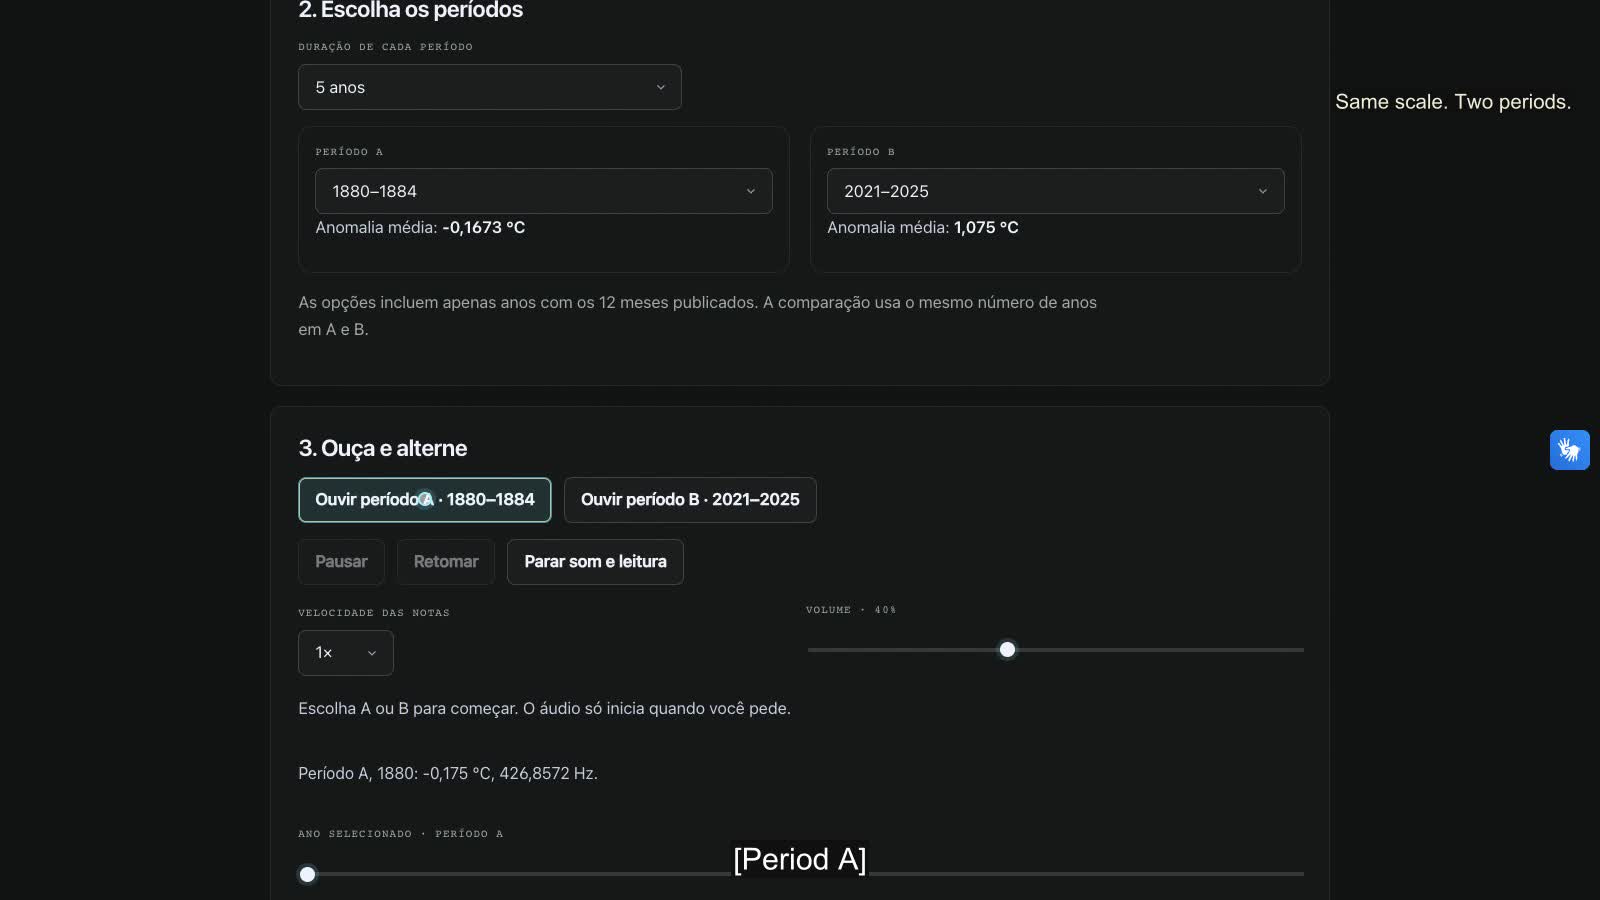 2. Escolha os períodos
DURAÇÃO DE CADA PERÍODO
5 anos
Same scale. Two periods.
PERÍODO A
1880–1884
Anomalia média: -0,1673 °C
PERÍODO B
2021–2025
Anomalia média: 1,075 °C
As opções incluem apenas anos com os 12 meses publicados. A comparação usa o mesmo número de anos
em A e B.
3. Ouça e alterne
Ouvir período A · 1880–1884
Ouvir período B · 2021–2025
Pausar
Retomar
Parar som e leitura
VELOCIDADE DAS NOTAS
1×
VOLUME · 40%
Escolha A ou B para começar. O áudio só inicia quando você pede.
Período A, 1880: -0,175 °C, 426,8572 Hz.
ANO SELECIONADO · PERÍODO A
[Period A]